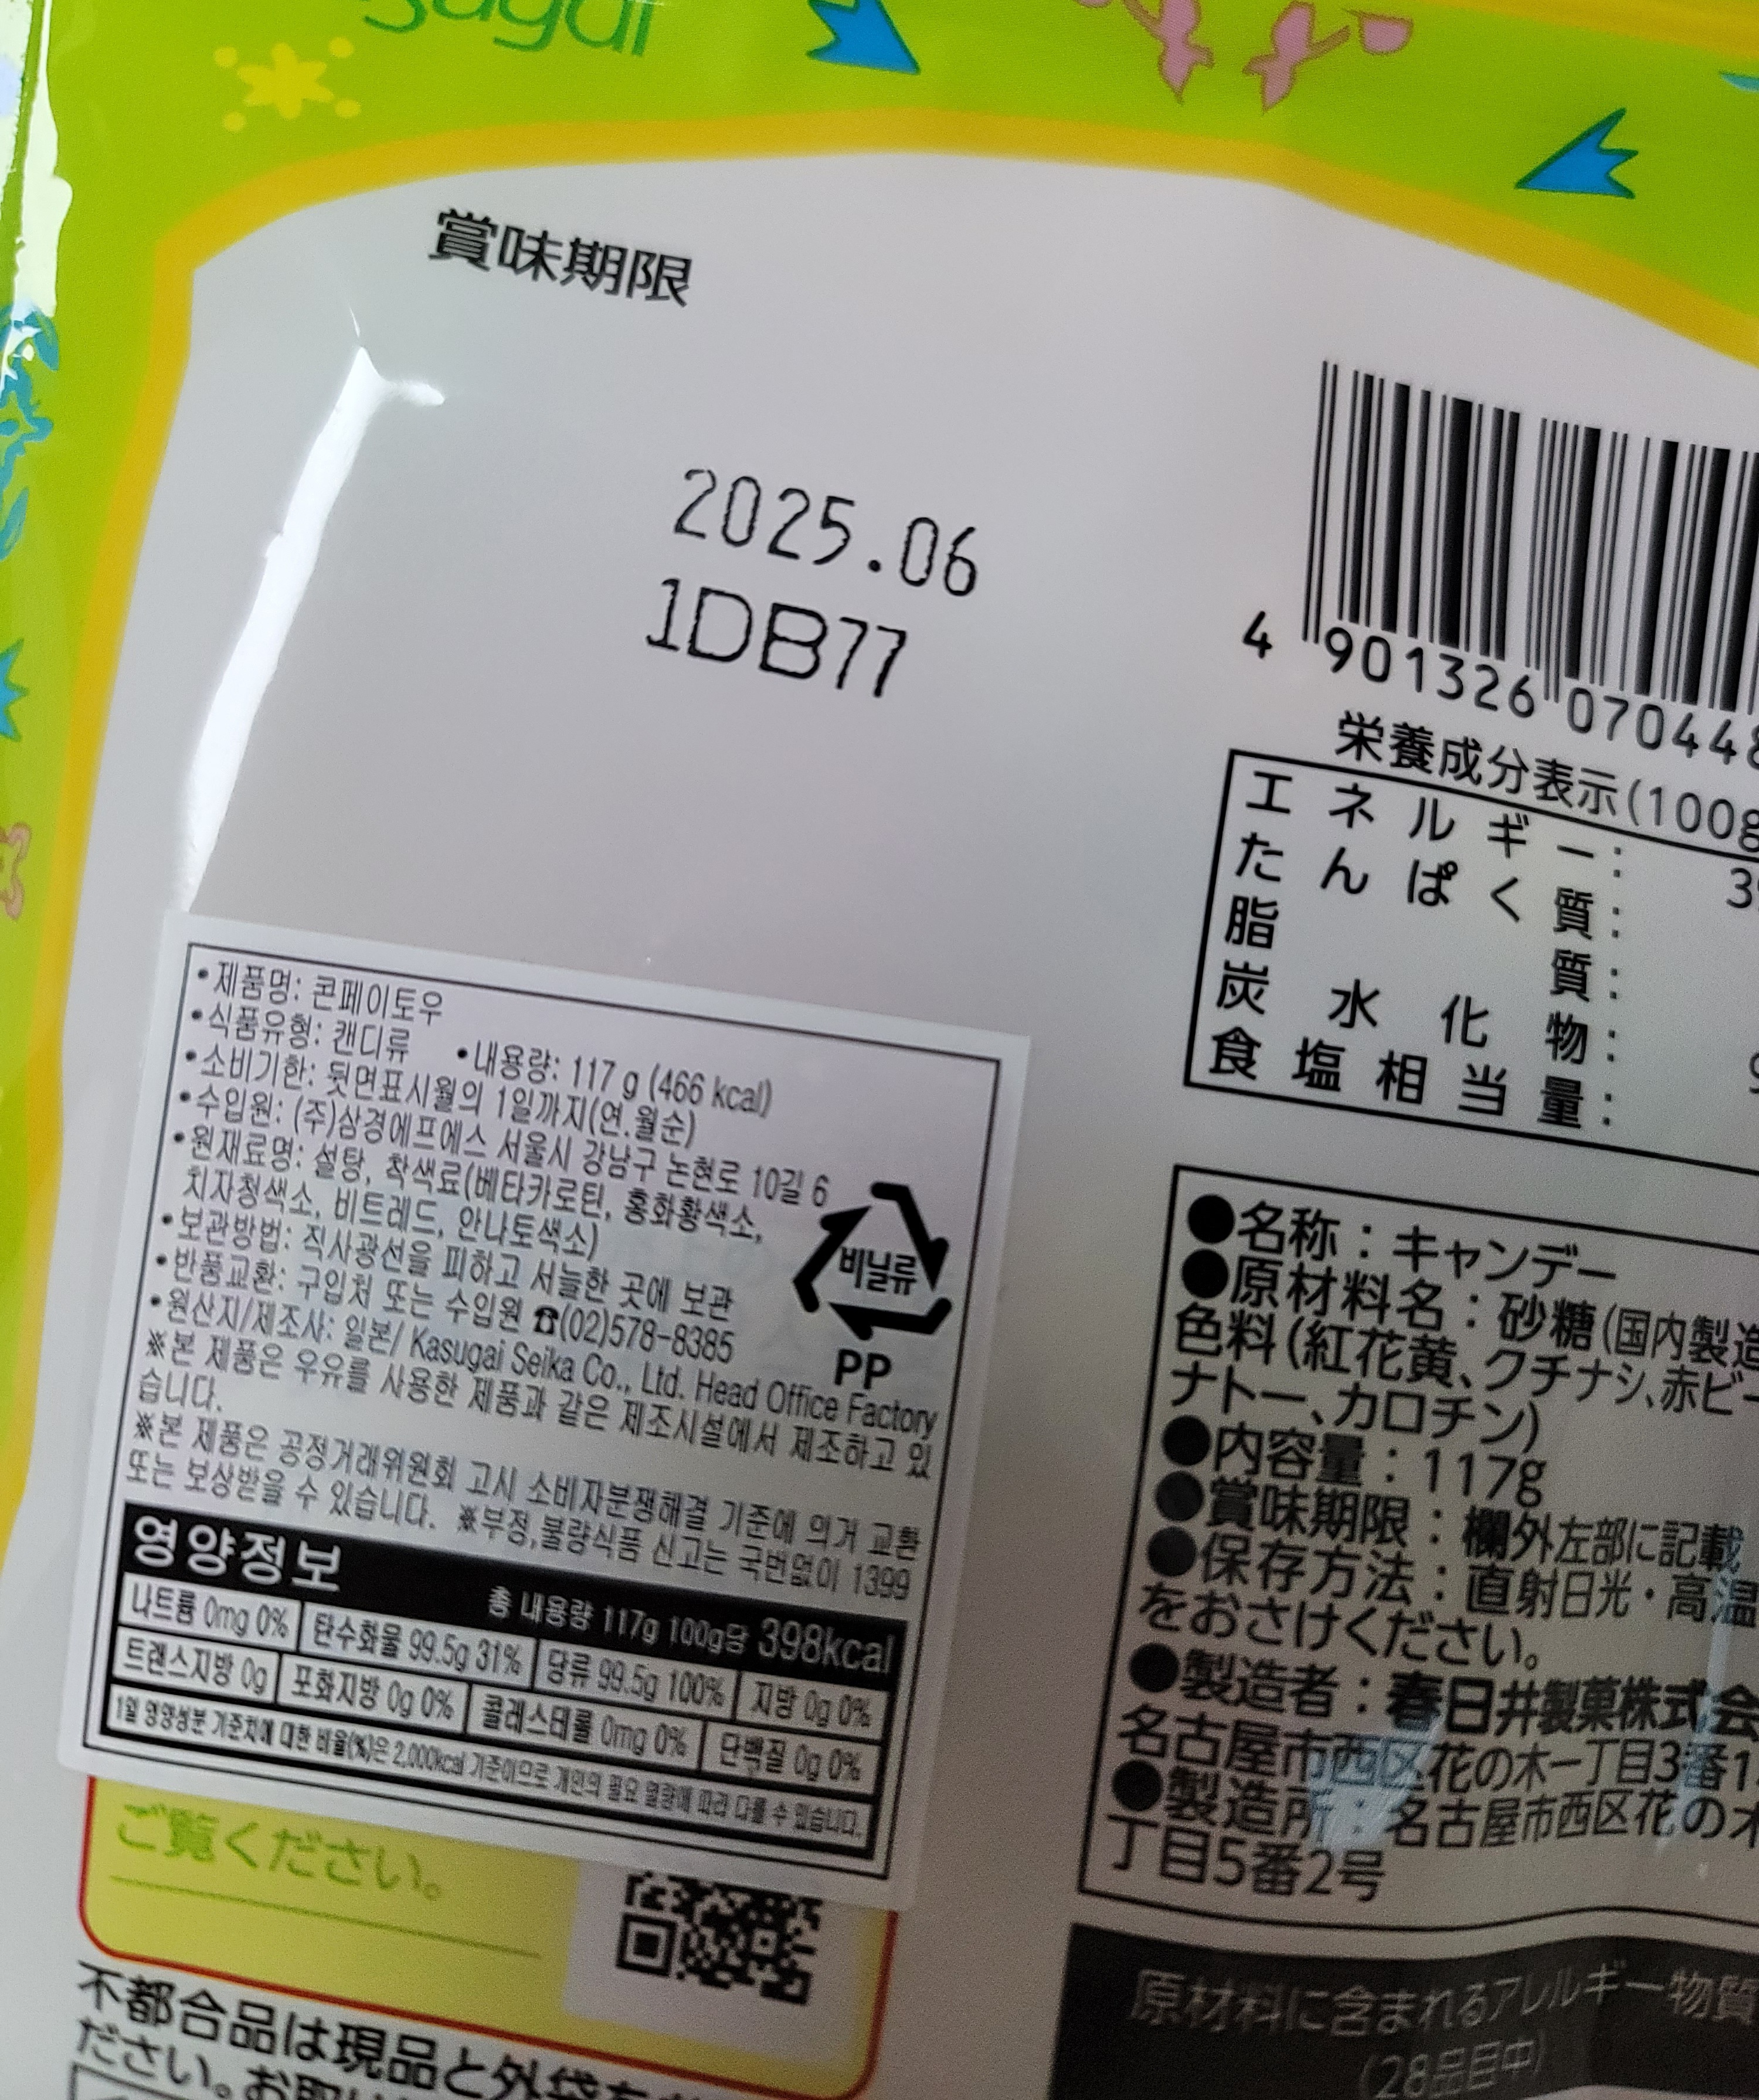 賞味期限
2025.06
1DB77
4 901326 07044
栄養成分表示(100g
エネルギー:
たんぱく質:
脂質:
炭水化物:
食塩相当量:
•제품명: 콘페이토우
•식품유형: 캔디류 •내용량: 117 g (466 kcal)
•소비기한: 뒷면표시월의 1일까지(연.월순)
•수입원: (주)삼경에프에스 서울시 강남구 논현로 10길 6
•원재료명: 설탕, 착색료(베타카로틴, 홍화황색소,
치자청색소, 비트레드, 안나토색소)
•보관방법: 직사광선을 피하고 서늘한 곳에 보관
•반품교환: 구입처 또는 수입원 ☎(02)578-8385
•원산지/제조사: 일본/ Kasugai Seika Co., Ltd. Head Office Factory
※본 제품은 우유를 사용한 제품과 같은 제조시설에서 제조하고 있
습니다.
※본 제품은 공정거래위원회 고시 소비자분쟁해결 기준에 의거 교환
또는 보상받을 수 있습니다. ※부정,불량식품 신고는 국번없이 1399
비닐류
PP
영양정보
총 내용량 117g 100g당 398kcal
나트륨 0mg 0% 탄수화물 99.5g 31% 당류 99.5g 100% 지방 0g 0%
트랜스지방 0g 포화지방 0g 0% 콜레스테롤 0mg 0% 단백질 0g 0%
1일 영양성분 기준치에 대한 비율(%)은 2,000kcal 기준이므로 개인의 필요 열량에 따라 다를 수 있습니다.
●名称:キャンデー
●原材料名:砂糖(国内製造
色料(紅花黄、クチナシ、赤ビー
ナトー、カロチン)
●内容量:117g
●賞味期限:欄外左部に記載
●保存方法:直射日光・高温
をおさけください。
●製造者:春日井製菓株式会
名古屋市西区花の木一丁目3番1
●製造所:名古屋市西区花の木
丁目5番2号
原材料に含まれるアレルギー物質
(28品目中)
ご覧ください。
不都合品は現品と外袋を
ださい。お取